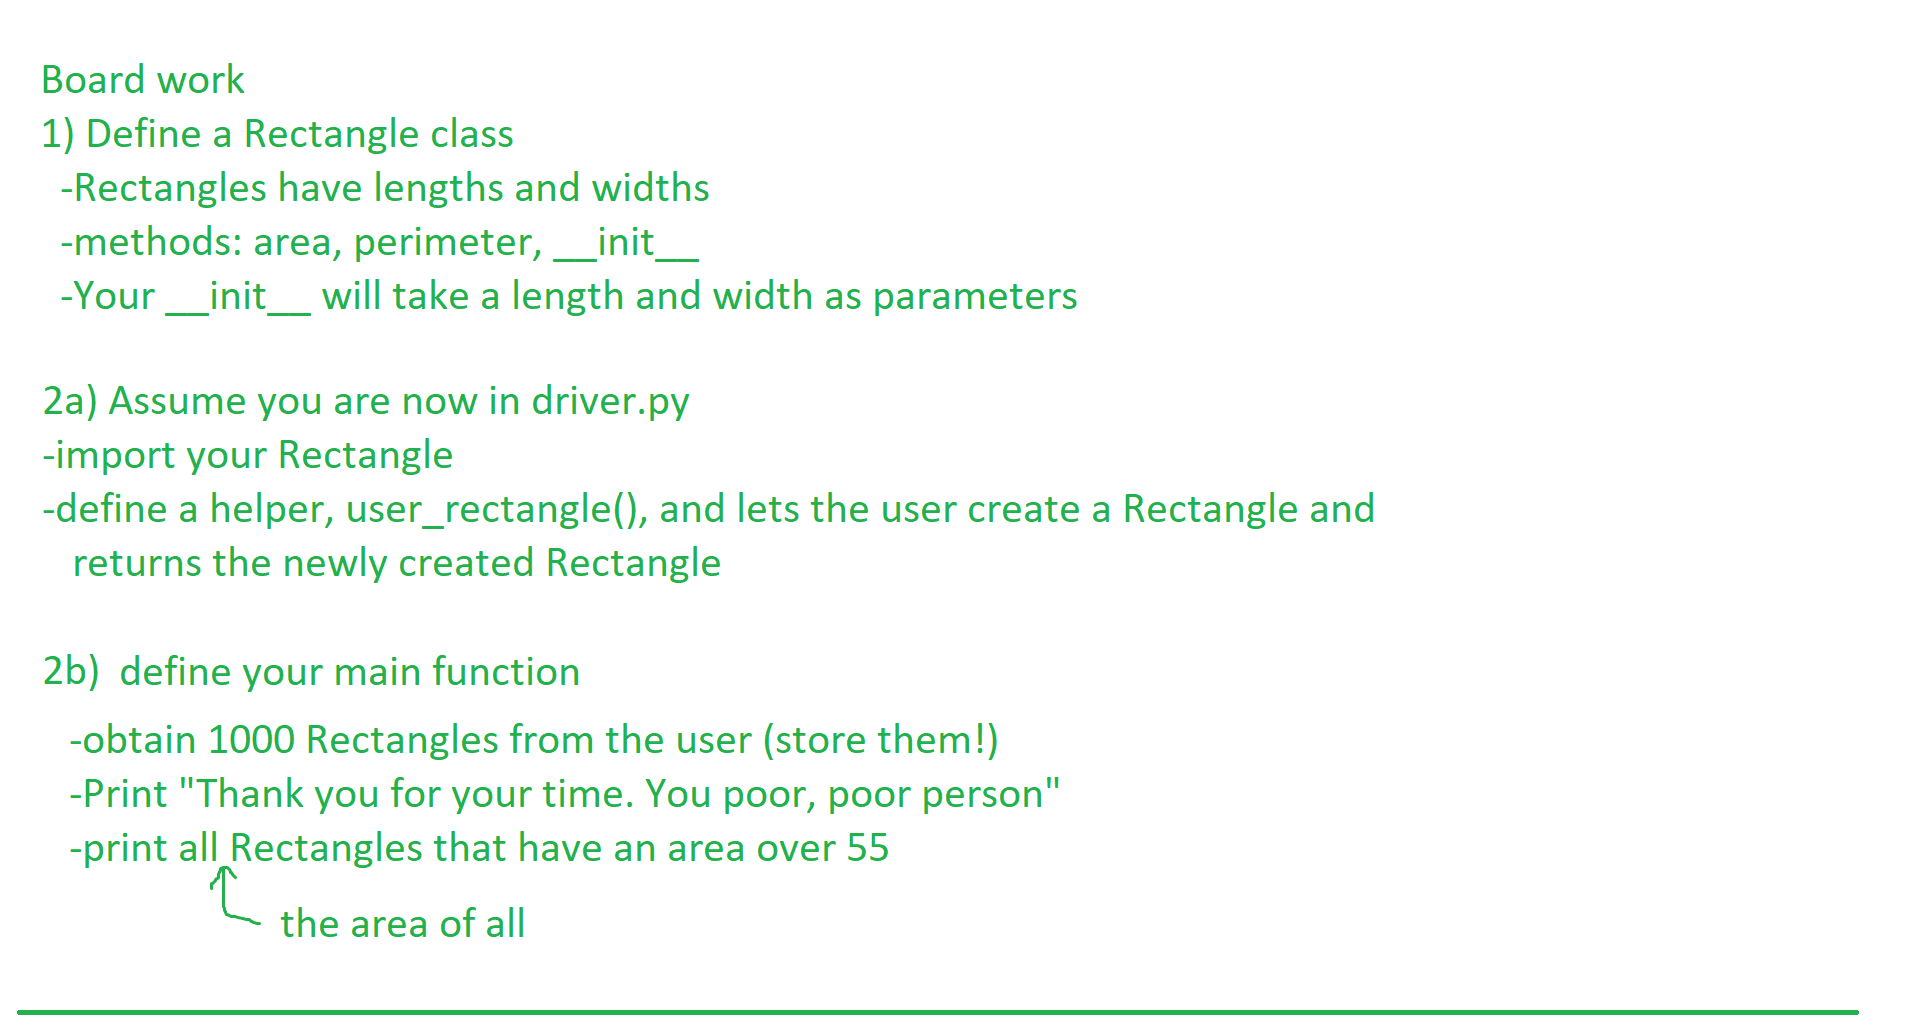 Board work
1) Define a Rectangle class
-Rectangles have lengths and widths
-methods: area, perimeter, __init__
-Your __init__ will take a length and width as parameters
2a) Assume you are now in driver.py
-import your Rectangle
-define a helper, user_rectangle(), and lets the user create a Rectangle and
returns the newly created Rectangle
2b) define your main function
-obtain 1000 Rectangles from the user (store them!)
-Print "Thank you for your time. You poor, poor person"
-print all Rectangles that have an area over 55
the area of all